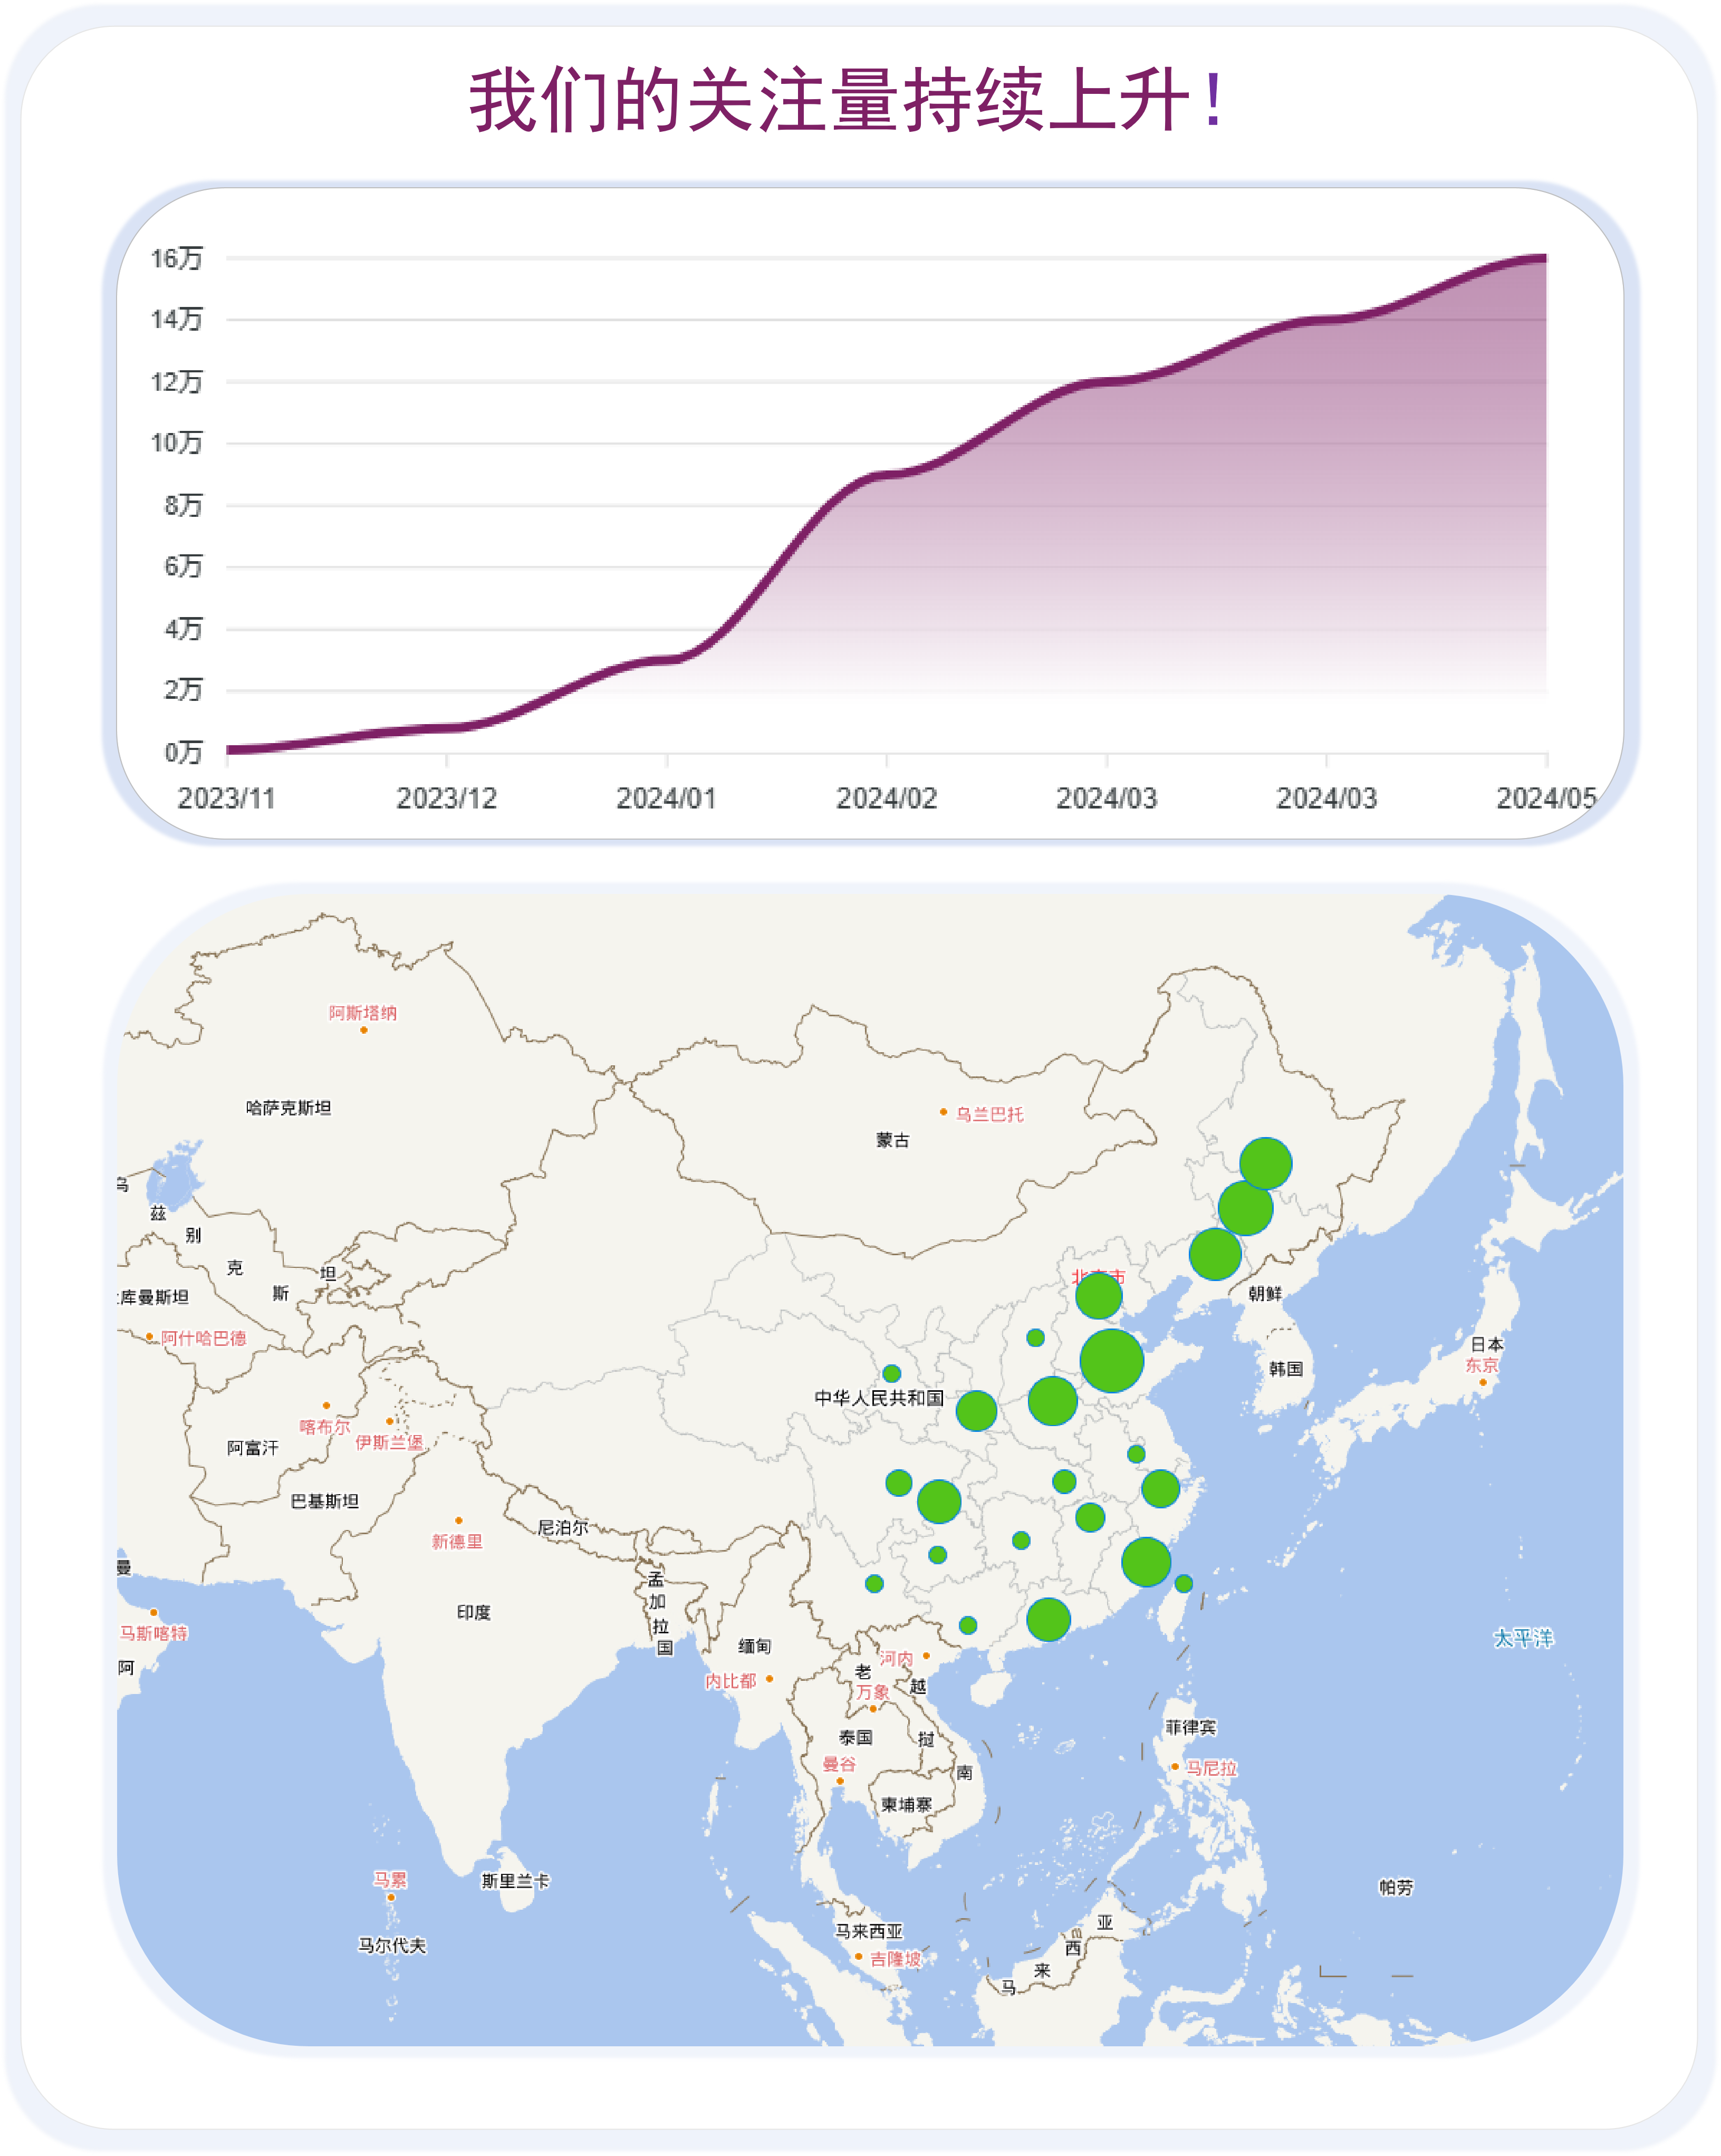 我们的关注量持续上升！
16万
14万
12万
10万
8万
6万
4万
2万
0万
2023/11 2023/12 2024/01 2024/02 2024/03 2024/03 2024/05
阿斯塔纳
哈萨克斯坦
乌兰巴托
蒙古
乌
兹
别
克
斯
坦
北京市
朝鲜
库曼斯坦
阿什哈巴德
日本
东京
韩国
中华人民共和国
喀布尔
伊斯兰堡
阿富汗
巴基斯坦
新德里
尼泊尔
曼
孟
加
拉
国
印度
马斯喀特
阿
缅甸
内比都
河内
老
万象
越
太平洋
泰国
挝
菲律宾
曼谷
南
马尼拉
柬埔寨
马累
斯里兰卡
帕劳
马来西亚
吉隆坡
马尔代夫
亚
西
来
马